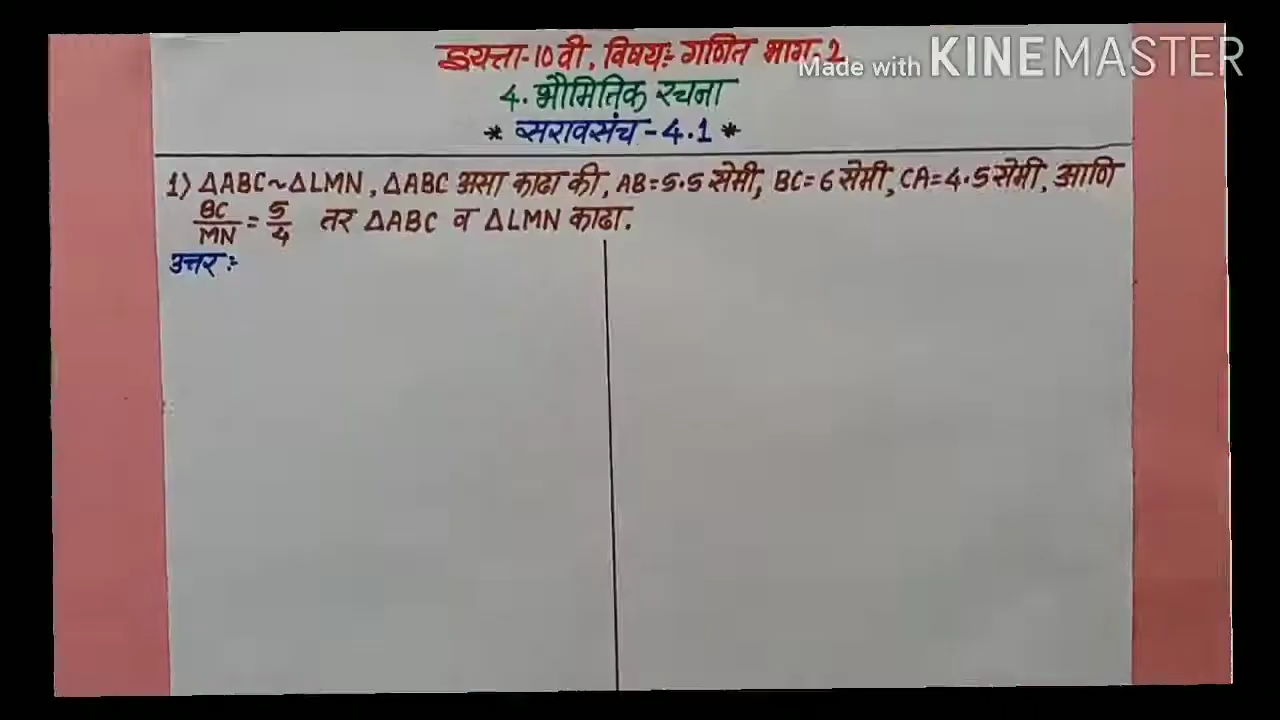 इयत्ता-10वी, विषय: गणित भाग-2
Made with KINEMASTER
4. भौमितिक रचना
* सरावसंच - 4.1 *
1) ΔABC~ΔLMN, ΔABC असा काढा की, AB=5.5 सेमी, BC=6 सेमी, CA=4.5 सेमी, आणि
BC/MN = 5/4 तर ΔABC व ΔLMN काढा.
उत्तर: